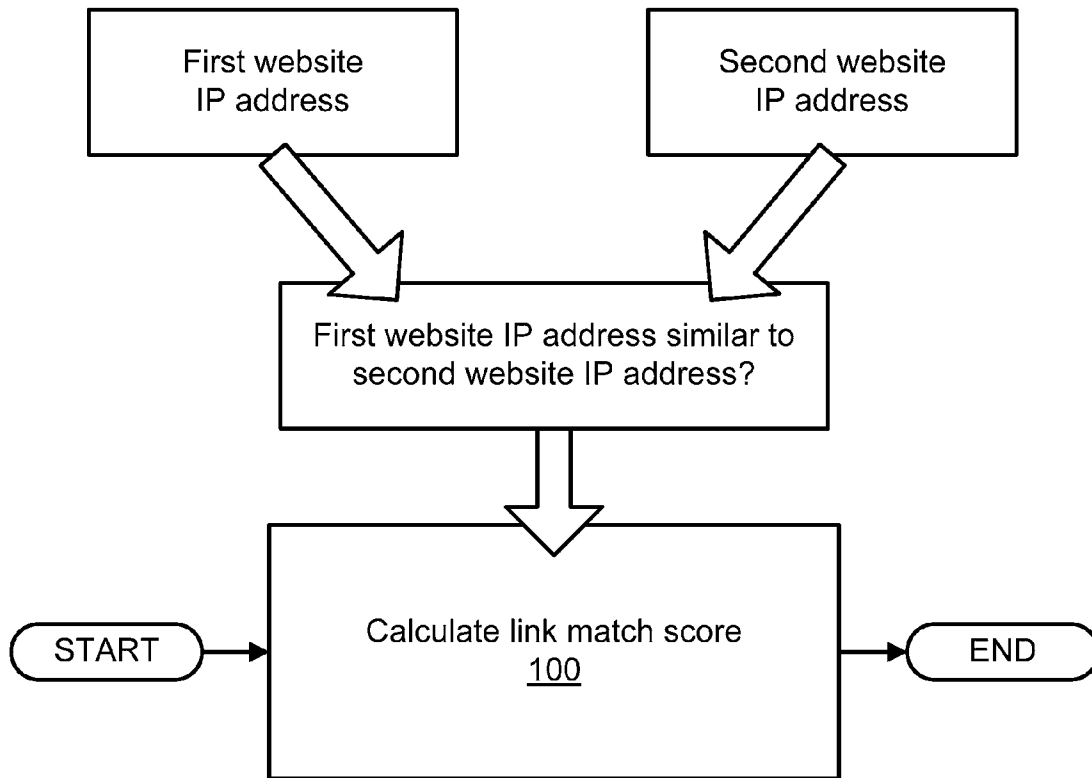 First website
IP address
Second website
IP address
First website IP address similar to
second website IP address?
START
Calculate link match score
100
END